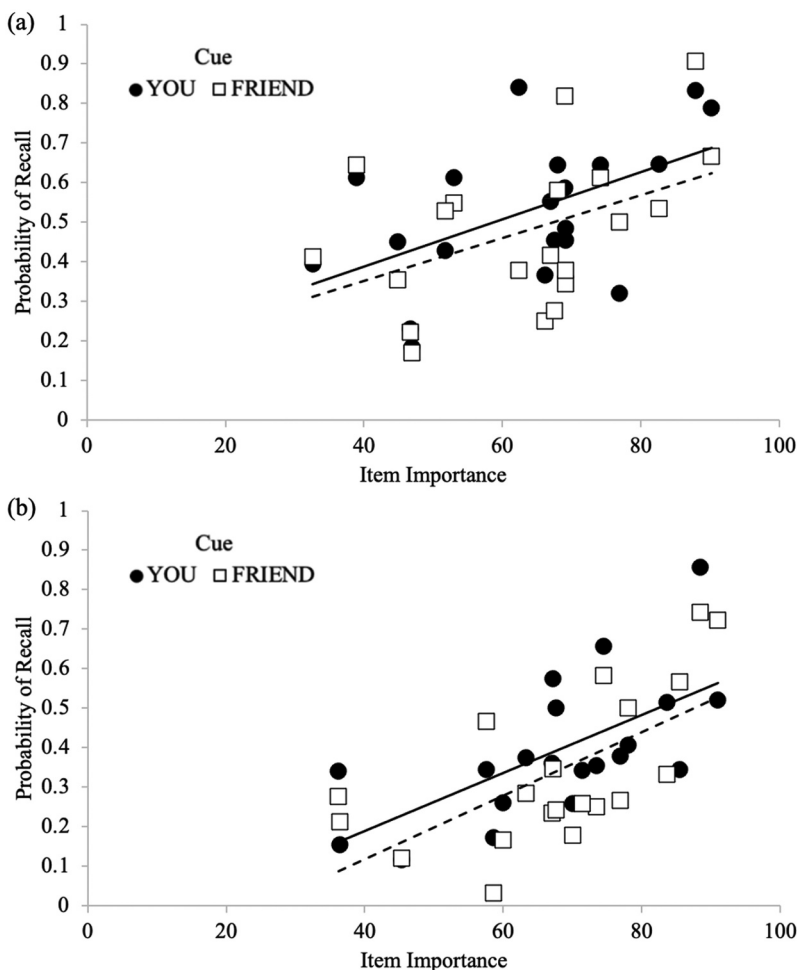 (a)
1
0.9
0.8
0.7
0.6
0.5
0.4
0.3
0.2
0.1
0
Probability of Recall
Cue
YOU FRIEND
0 20 40 60 80 100
Item Importance
(b)
1
0.9
0.8
0.7
0.6
0.5
0.4
0.3
0.2
0.1
0
Probability of Recall
Cue
YOU FRIEND
0 20 40 60 80 100
Item Importance